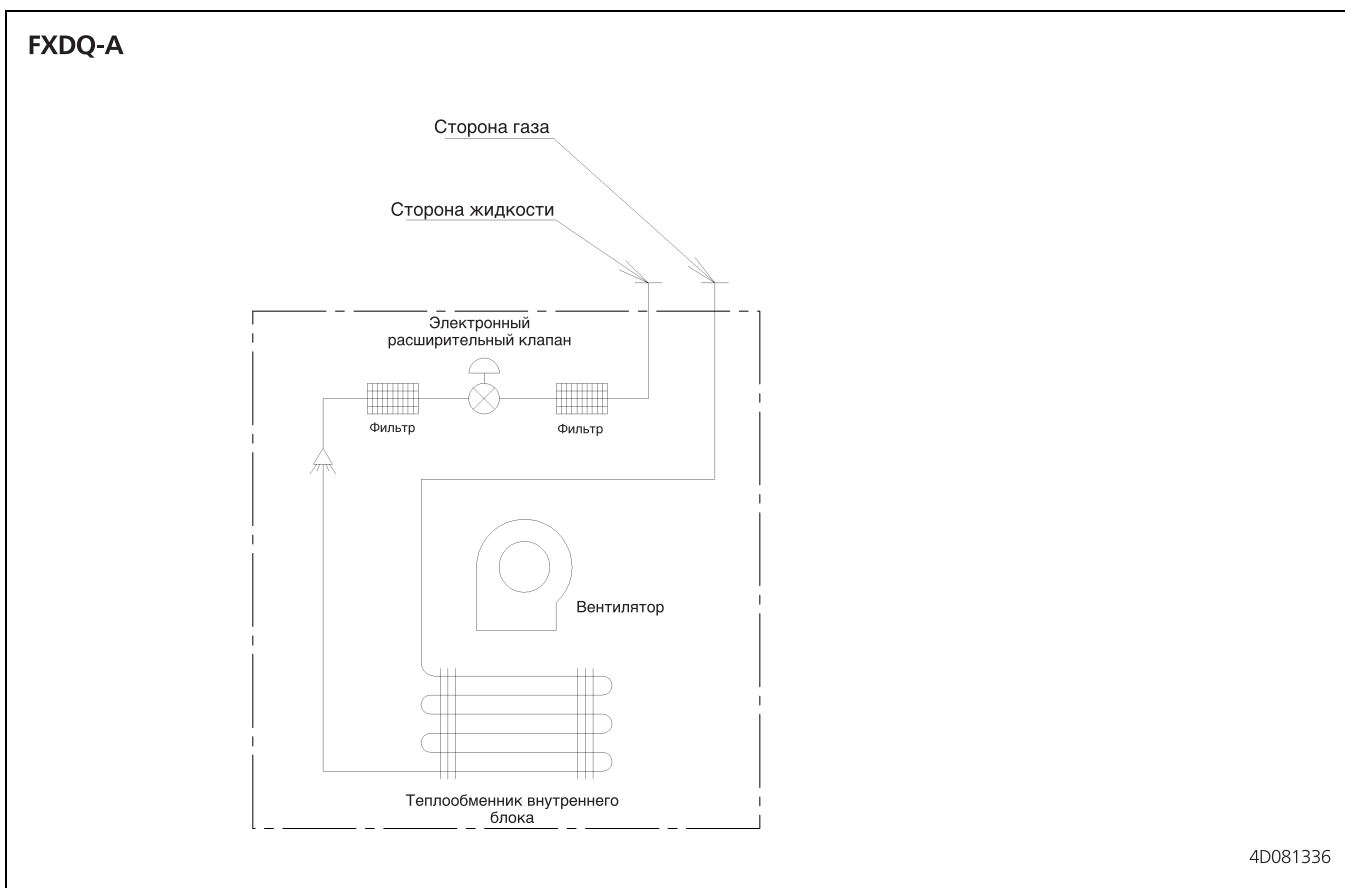 FXDQ-A
Сторона газа
Сторона жидкости
Электронный
расширительный клапан
Фильтр
Фильтр
Вентилятор
Теплообменник внутреннего
блока
4D081336